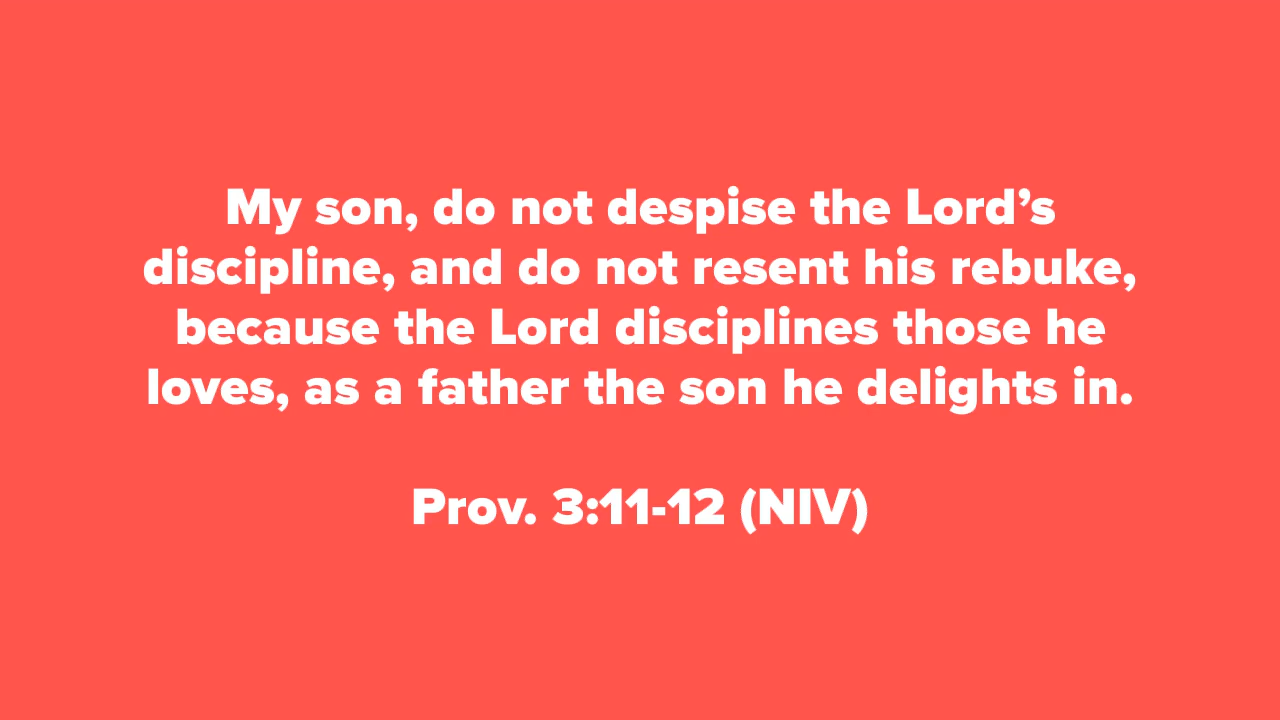 My son, do not despise the Lord’s
discipline, and do not resent his rebuke,
because the Lord disciplines those he
loves, as a father the son he delights in.
Prov. 3:11-12 (NIV)